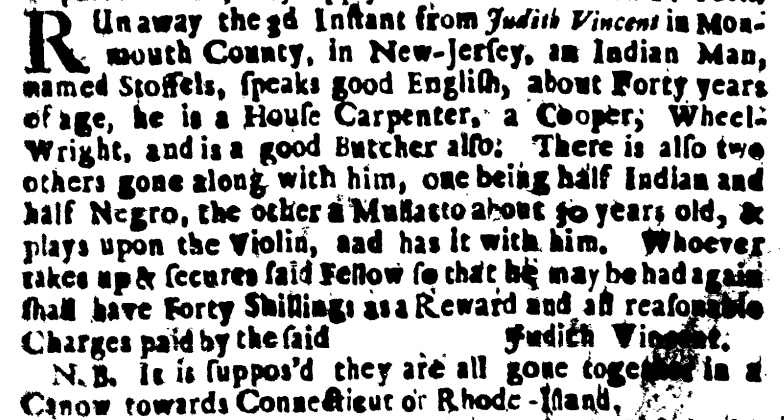 RUnaway the 3d Inſtant from Judith Vincent in Mon-
mouth County, in New-Jerſey, an Indian Man,
named Stoffels, ſpeaks good Engliſh, about Forty years
of age, he is a Houſe Carpenter, a Cooper; Wheel-
Wright, and is a good Butcher alſo: There is alſo two
others gone along with him, one being half Indian and
half Negro, the other a Mullatto about 30 years old, &
plays upon the Violin, and has it with him. Whoever
takes up & ſecures ſaid Fellow ſo that he may be had again
ſhall have Forty Shillings as a Reward and all reaſonable
Charges paid by the ſaid Judith Vincent.
N. B. It is ſuppos'd they are all gone together in a
Canow towards Connecticut or Rhode-Iſland,